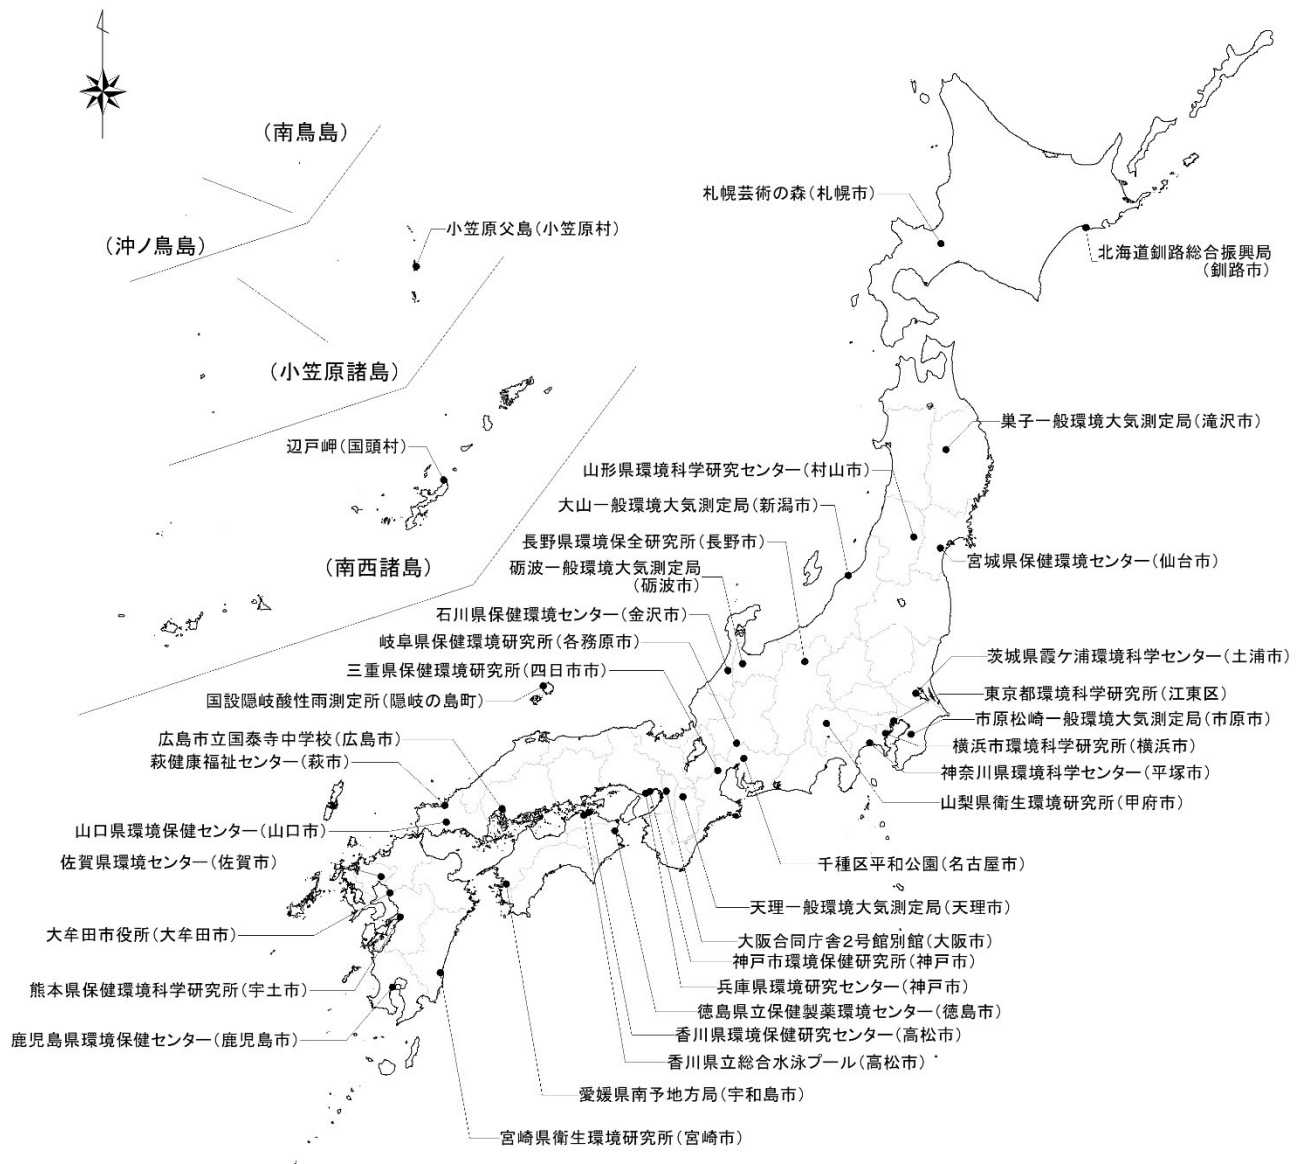 （南鳥島）
札幌芸術の森（札幌市）
小笠原父島（小笠原村）
（沖ノ鳥島）
北海道釧路総合振興局
（釧路市）
（小笠原諸島）
巣子一般環境大気測定局（滝沢市）
辺戸岬（国頭村）
山形県環境科学研究センター（村山市）
大山一般環境大気測定局（新潟市）
長野県環境保全研究所（長野市）
宮城県保健環境センター（仙台市）
（南西諸島）
砺波一般環境大気測定局
（砺波市）
石川県保健環境センター（金沢市）
岐阜県保健環境研究所（各務原市）
茨城県霞ケ浦環境科学センター（土浦市）
三重県保健環境研究所（四日市市）
東京都環境科学研究所（江東区）
国設隠岐酸性雨測定所（隠岐の島町）
市原松崎一般環境大気測定局（市原市）
広島市立国泰寺中学校（広島市）
横浜市環境科学研究所（横浜市）
萩健康福祉センター（萩市）
神奈川県環境科学センター（平塚市）
山梨県衛生環境研究所（甲府市）
山口県環境保健センター（山口市）
佐賀県環境センター（佐賀市）
千種区平和公園（名古屋市）
天理一般環境大気測定局（天理市）
大牟田市役所（大牟田市）
大阪合同庁舎2号館別館（大阪市）
神戸市環境保健研究所（神戸市）
兵庫県環境研究センター（神戸市）
熊本県保健環境科学研究所（宇土市）
徳島県立保健製薬環境センター（徳島市）
香川県環境保健研究センター（高松市）
鹿児島県環境保健センター（鹿児島市）
香川県立総合水泳プール（高松市）
愛媛県南予地方局（宇和島市）
宮崎県衛生環境研究所（宮崎市）